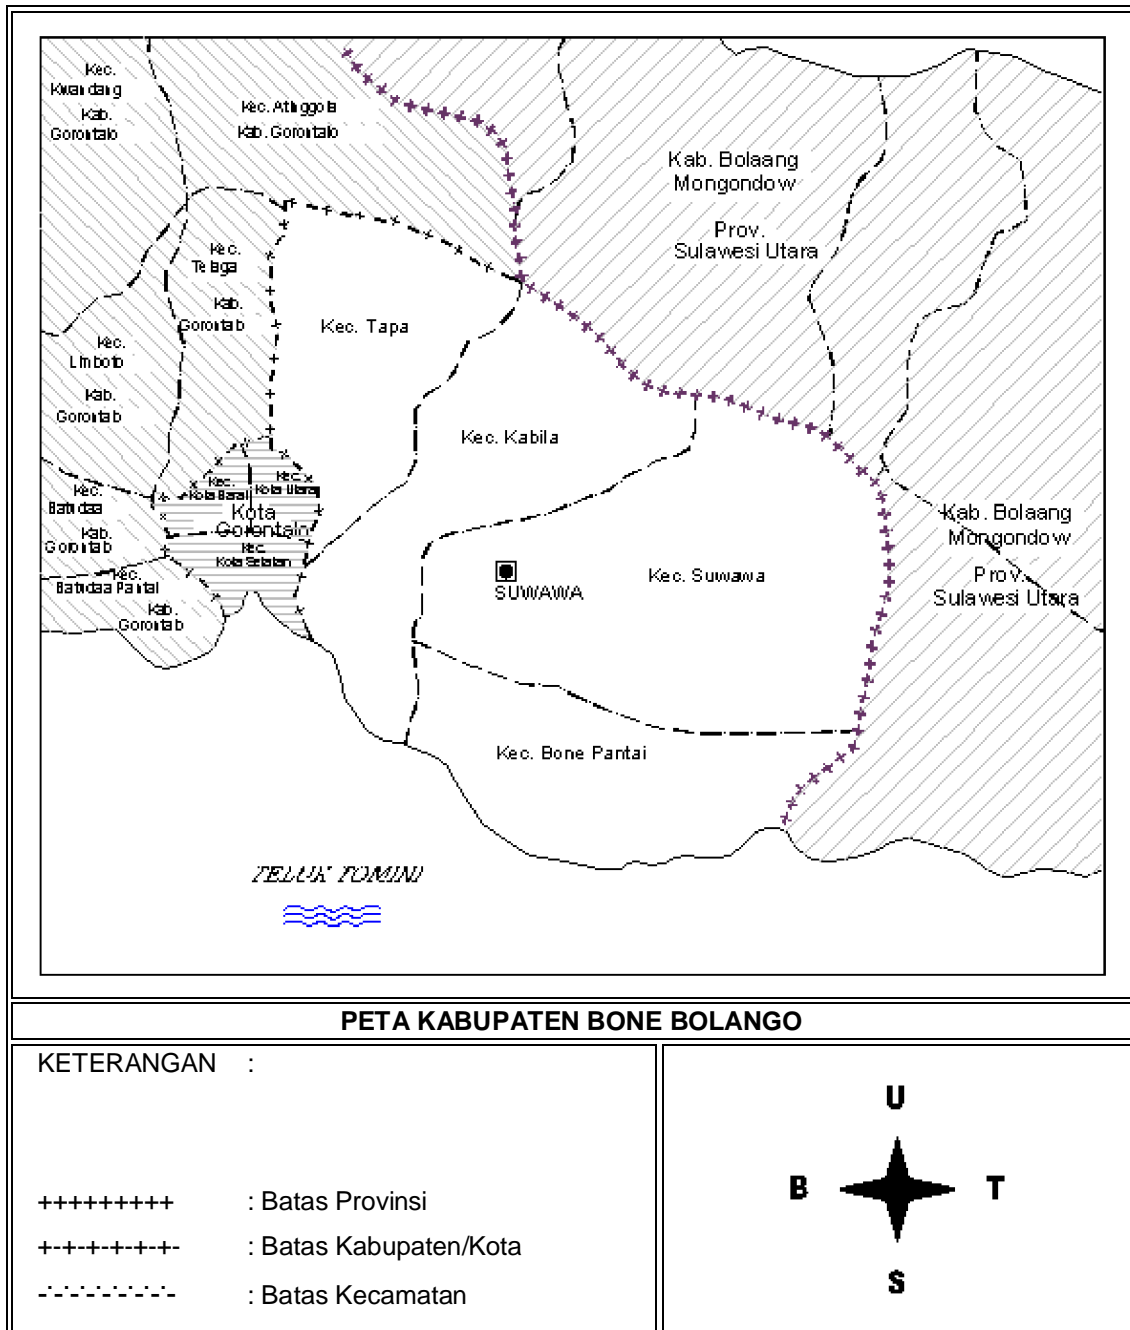 Kec.
Kwandang
Kab.
Gorontalo
Kec. Atinggola
Kab. Gorontalo
Kab. Bolaang
Mongondow
Prov.
Sulawesi Utara
Kec.
Telaga
Kab.
Gorontalo
Kec. Tapa
Kec.
Limboto
Kab.
Gorontalo
Kec. Kabila
Kec.
Kota Barat
Kec.
Kota Utara
Kota
Gorontalo
Kec.
Kota Selatan
Kec.
Batudaa
Kab.
Gorontalo
Kec.
Batudaa Pantai
Kab.
Gorontalo
SUWAWA
Kec. Suwawa
Kab. Bolaang
Mongondow
Prov.
Sulawesi Utara
Kec. Bone Pantai
TELUK TOMINI
PETA KABUPATEN BONE BOLANGO
KETERANGAN :
+++++++++ : Batas Provinsi
+-+-+-+-+-+- : Batas Kabupaten/Kota
: Batas Kecamatan
U
B T
S